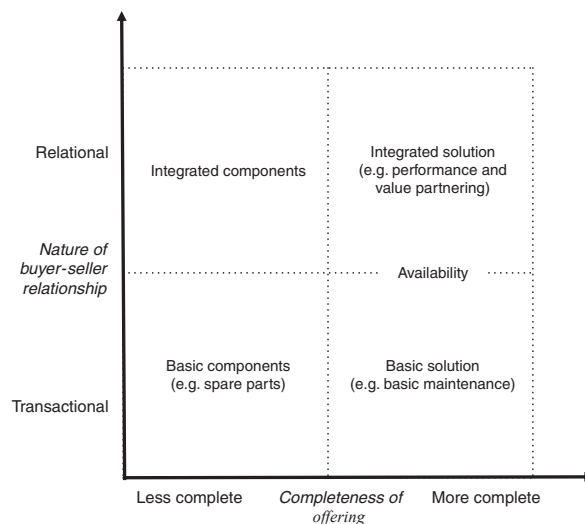 Relational
Integrated components
Integrated solution
(e.g. performance and
value partnering)
Nature of
buyer-seller
relationship
Availability
Basic components
(e.g. spare parts)
Basic solution
(e.g. basic maintenance)
Transactional
Less complete
Completeness of
offering
More complete